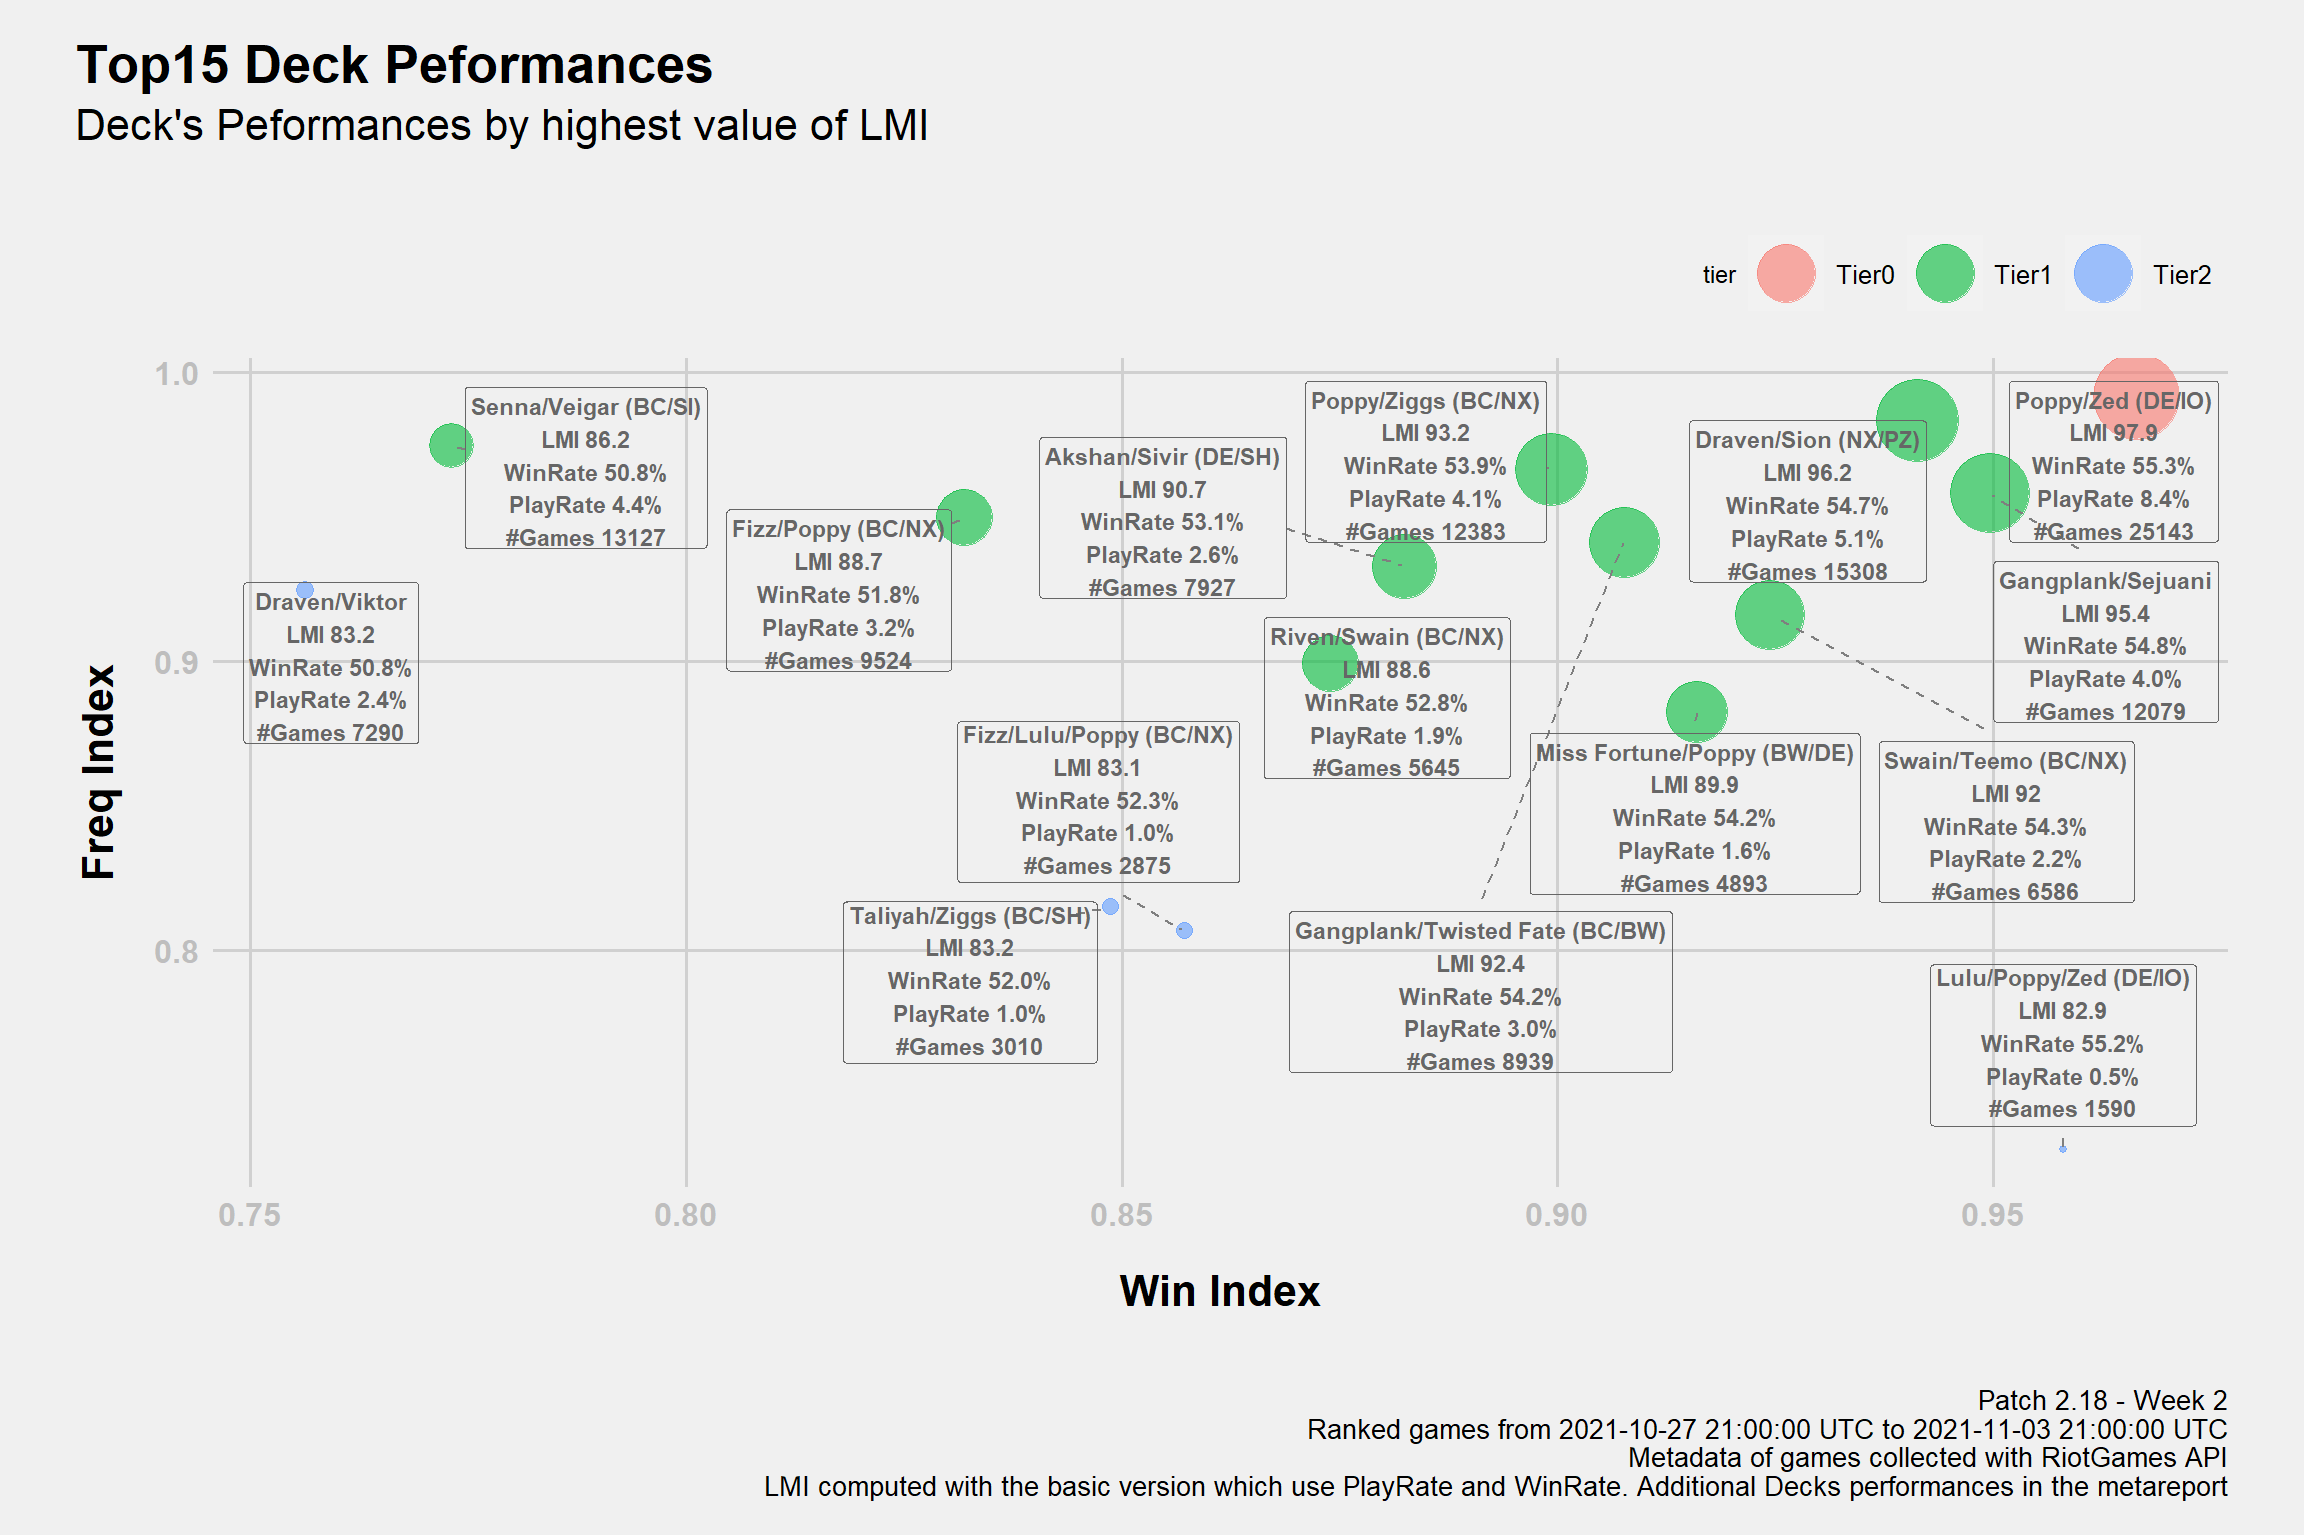 Top15 Deck Peformances
Deck's Peformances by highest value of LMI
tier
Tier0
Tier1
Tier2
Freq Index
1.0
0.9
0.8
Senna/Veigar (BC/SI)
LMI 86.2
WinRate 50.8%
PlayRate 4.4%
#Games 13127
Draven/Viktor
LMI 83.2
WinRate 50.8%
PlayRate 2.4%
#Games 7290
Fizz/Poppy (BC/NX)
LMI 88.7
WinRate 51.8%
PlayRate 3.2%
#Games 9524
Akshan/Sivir (DE/SH)
LMI 90.7
WinRate 53.1%
PlayRate 2.6%
#Games 7927
Poppy/Ziggs (BC/NX)
LMI 93.2
WinRate 53.9%
PlayRate 4.1%
#Games 12383
Draven/Sion (NX/PZ)
LMI 96.2
WinRate 54.7%
PlayRate 5.1%
#Games 15308
Poppy/Zed (DE/IO)
LMI 97.9
WinRate 55.3%
PlayRate 8.4%
#Games 25143
Gangplank/Sejuani
LMI 95.4
WinRate 54.8%
PlayRate 4.0%
#Games 12079
Riven/Swain (BC/NX)
LMI 88.6
WinRate 52.8%
PlayRate 1.9%
#Games 5645
Fizz/Lulu/Poppy (BC/NX)
LMI 83.1
WinRate 52.3%
PlayRate 1.0%
#Games 2875
Miss Fortune/Poppy (BW/DE)
LMI 89.9
WinRate 54.2%
PlayRate 1.6%
#Games 4893
Swain/Teemo (BC/NX)
LMI 92
WinRate 54.3%
PlayRate 2.2%
#Games 6586
Taliyah/Ziggs (BC/SH)
LMI 83.2
WinRate 52.0%
PlayRate 1.0%
#Games 3010
Gangplank/Twisted Fate (BC/BW)
LMI 92.4
WinRate 54.2%
PlayRate 3.0%
#Games 8939
Lulu/Poppy/Zed (DE/IO)
LMI 82.9
WinRate 55.2%
PlayRate 0.5%
#Games 1590
0.75
0.80
0.85
0.90
0.95
Win Index
Patch 2.18 - Week 2
Ranked games from 2021-10-27 21:00:00 UTC to 2021-11-03 21:00:00 UTC
Metadata of games collected with RiotGames API
LMI computed with the basic version which use PlayRate and WinRate. Additional Decks performances in the metareport